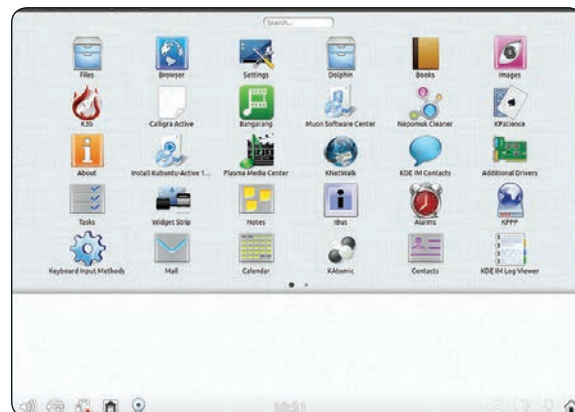 Search...
Files Browser Settings Dolphin Books Images
K3b Calligra Active Bangarang Muon Software Center Nepomuk Cleaner KPatience
About Install Kubuntu-Active 1... Plasma Media Center KNetWalk KDE IM Contacts Additional Drivers
Tasks Widget Strip Notes IBus Alarms KPPP
Keyboard Input Methods Mail Calendar KAtomic Contacts KDE IM Log Viewer